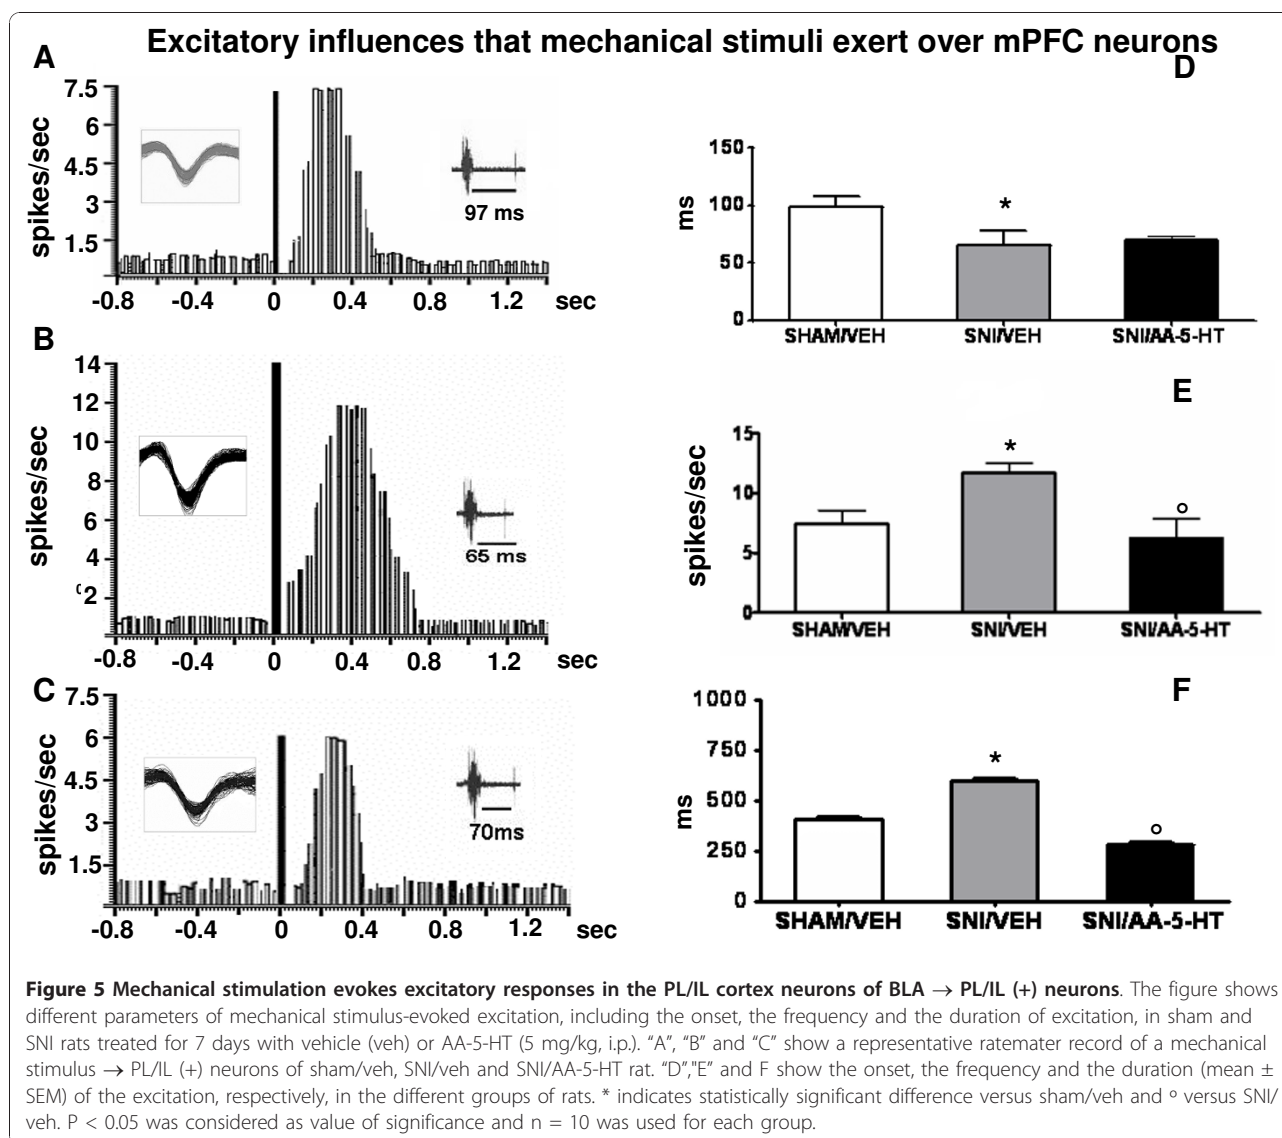 Excitatory influences that mechanical stimuli exert over mPFC neurons
A
spikes/sec
7.5
6
4.5
3
1.5
97 ms
-0.8 -0.4 0 0.4 0.8 1.2 sec
B
spikes/sec
14
12
10
8
6
4
2
65 ms
-0.8 -0.4 0 0.4 0.8 1.2 sec
C
spikes/sec
7.5
6
4.5
3
1.5
70ms
-0.8 -0.4 0 0.4 0.8 1.2 sec
D
ms
150
100
50
0
*
SHAM/VEH SNI/VEH SNI/AA-5-HT
E
spikes/sec
15
10
5
0
* °
SHAM/VEH SNI/VEH SNI/AA-5-HT
F
ms
1000
750
500
250
0
* °
SHAM/VEH SNI/VEH SNI/AA-5-HT
Figure 5 Mechanical stimulation evokes excitatory responses in the PL/IL cortex neurons of BLA → PL/IL (+) neurons. The figure shows
different parameters of mechanical stimulus-evoked excitation, including the onset, the frequency and the duration of excitation, in sham and
SNI rats treated for 7 days with vehicle (veh) or AA-5-HT (5 mg/kg, i.p.). “A”, “B” and “C” show a representative ratemater record of a mechanical
stimulus → PL/IL (+) neurons of sham/veh, SNI/veh and SNI/AA-5-HT rat. “D”,"E” and F show the onset, the frequency and the duration (mean ±
SEM) of the excitation, respectively, in the different groups of rats. * indicates statistically significant difference versus sham/veh and ° versus SNI/
veh. P < 0.05 was considered as value of significance and n = 10 was used for each group.